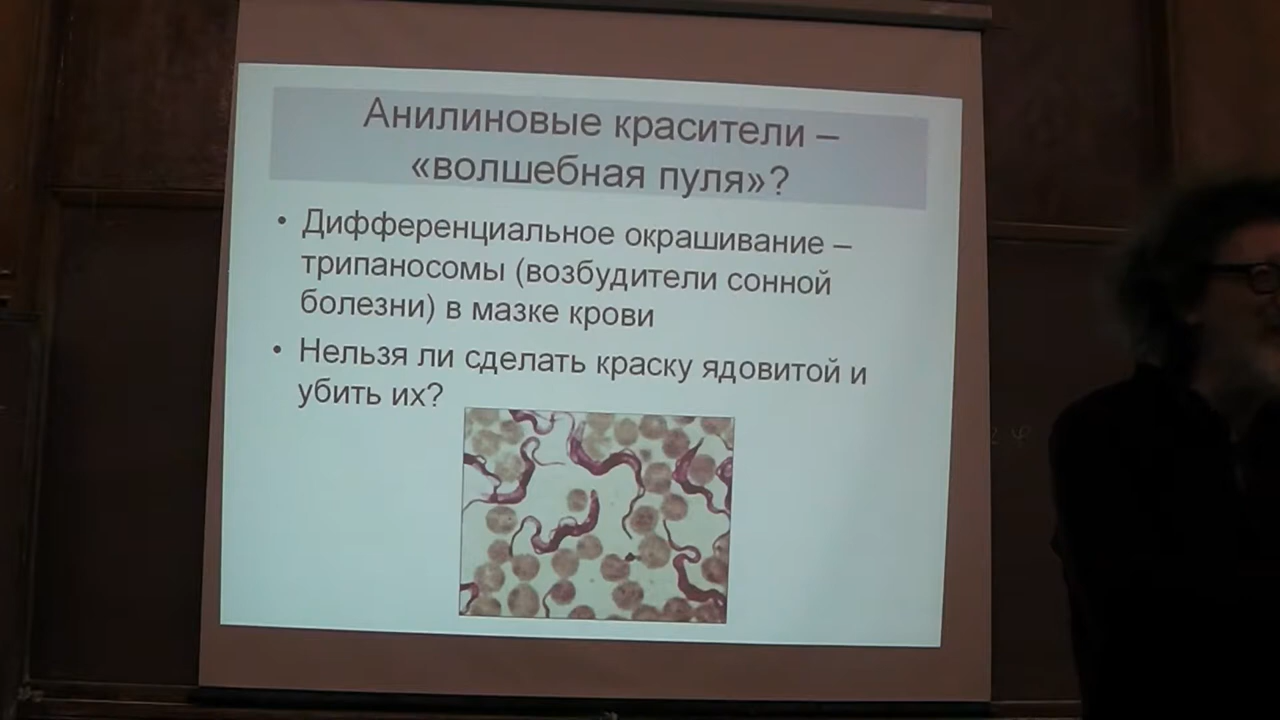 Анилиновые красители –
«волшебная пуля»?
• Дифференциальное окрашивание –
трипаносомы (возбудители сонной
болезни) в мазке крови
• Нельзя ли сделать краску ядовитой и
убить их?